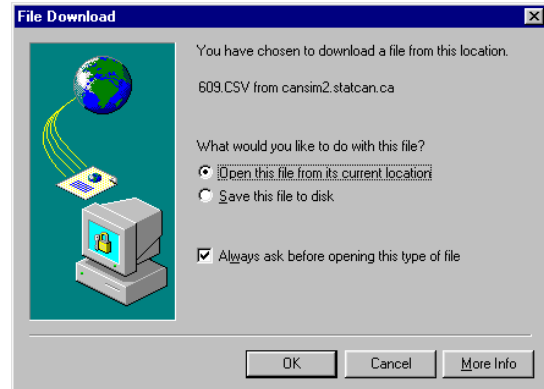 File Download
You have chosen to download a file from this location.
609.CSV from cansim2.statcan.ca
What would you like to do with this file?
Open this file from its current location
Save this file to disk
Always ask before opening this type of file
OK Cancel More Info